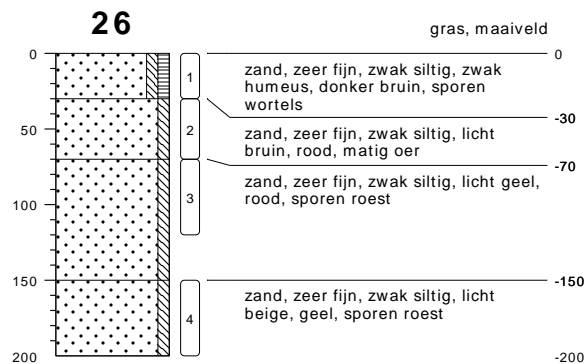 26
gras, maaiveld
0
0
1
zand, zeer fijn, zwak siltig, zwak
humeus, donker bruin, sporen
wortels
-30
50
2
zand, zeer fijn, zwak siltig, licht
bruin, rood, matig oer
-70
3
zand, zeer fijn, zwak siltig, licht geel,
rood, sporen roest
100
150
-150
4
zand, zeer fijn, zwak siltig, licht
beige, geel, sporen roest
200
-200